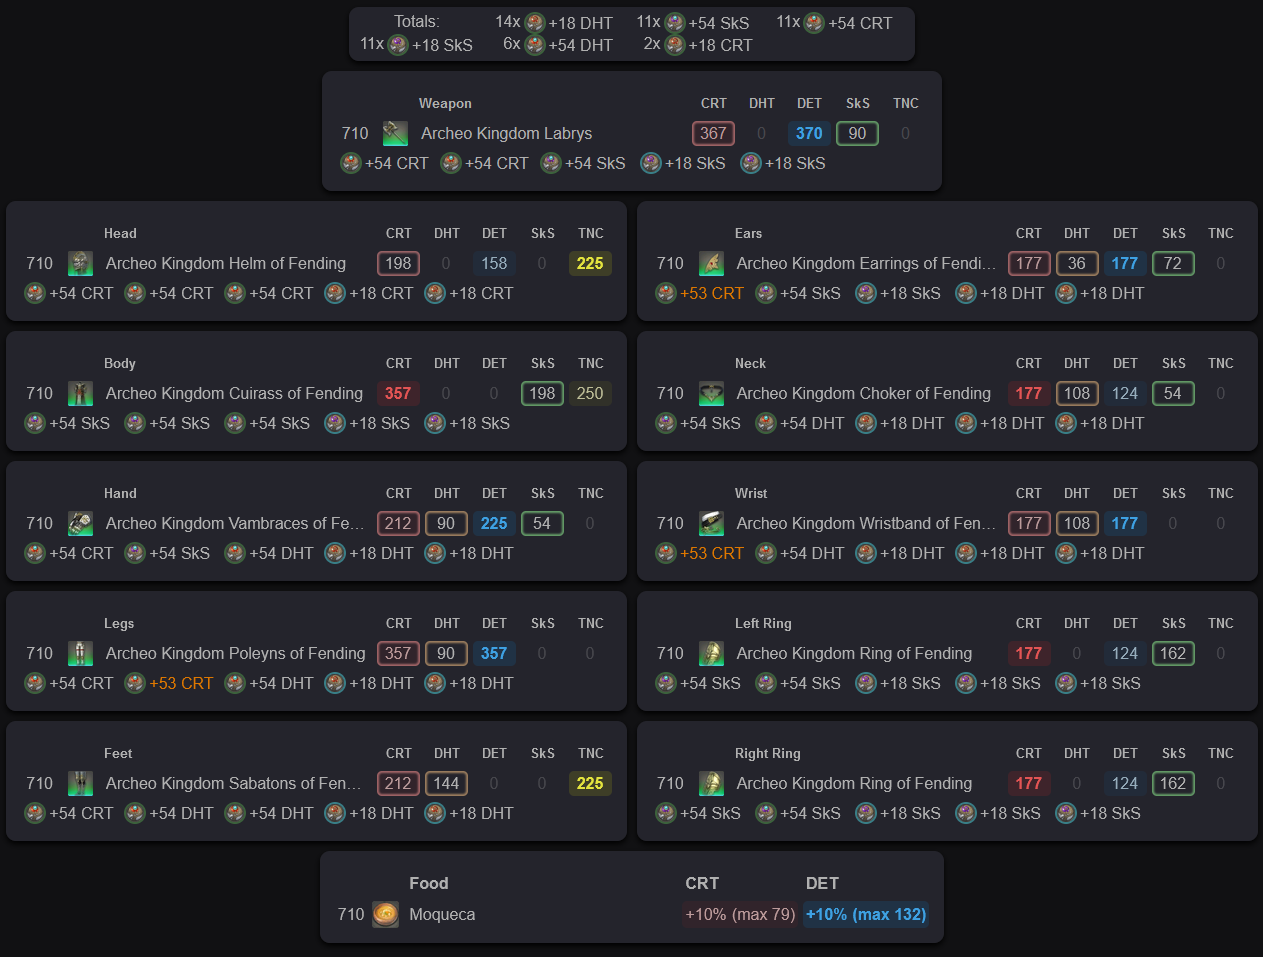 Totals: 14x +18 DHT 11x +54 SkS 11x +54 CRT
11x +18 SkS 6x +54 DHT 2x +18 CRT
Weapon CRT DHT DET SkS TNC
710 Archeo Kingdom Labrys 367 0 370 90 0
+54 CRT +54 CRT +54 SkS +18 SkS +18 SkS
Head CRT DHT DET SkS TNC
710 Archeo Kingdom Helm of Fending 198 0 158 0 225
+54 CRT +54 CRT +54 CRT +18 CRT +18 CRT
Ears CRT DHT DET SkS TNC
710 Archeo Kingdom Earrings of Fendi... 177 36 177 72 0
+53 CRT +54 SkS +18 SkS +18 DHT +18 DHT
Body CRT DHT DET SkS TNC
710 Archeo Kingdom Cuirass of Fending 357 0 0 198 250
+54 SkS +54 SkS +54 SkS +18 SkS +18 SkS
Neck CRT DHT DET SkS TNC
710 Archeo Kingdom Choker of Fending 177 108 124 54 0
+54 SkS +54 DHT +18 DHT +18 DHT +18 DHT
Hand CRT DHT DET SkS TNC
710 Archeo Kingdom Vambraces of Fe... 212 90 225 54 0
+54 CRT +54 SkS +54 DHT +18 DHT +18 DHT
Wrist CRT DHT DET SkS TNC
710 Archeo Kingdom Wristband of Fen... 177 108 177 0 0
+53 CRT +54 DHT +18 DHT +18 DHT +18 DHT
Legs CRT DHT DET SkS TNC
710 Archeo Kingdom Poleyns of Fending 357 90 357 0 0
+54 CRT +53 CRT +54 DHT +18 DHT +18 DHT
Left Ring CRT DHT DET SkS TNC
710 Archeo Kingdom Ring of Fending 177 0 124 162 0
+54 SkS +54 SkS +18 SkS +18 SkS +18 SkS
Feet CRT DHT DET SkS TNC
710 Archeo Kingdom Sabatons of Fen... 212 144 0 0 225
+54 CRT +54 DHT +54 DHT +18 DHT +18 DHT
Right Ring CRT DHT DET SkS TNC
710 Archeo Kingdom Ring of Fending 177 0 124 162 0
+54 SkS +54 SkS +18 SkS +18 SkS +18 SkS
Food CRT DET
710 Moqueca +10% (max 79) +10% (max 132)